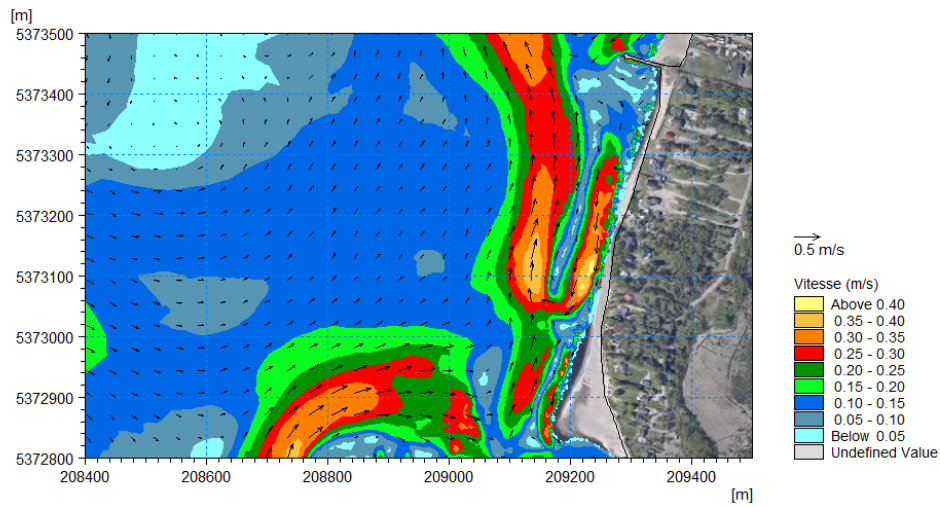 [m]
5373500
5373400
5373300
5373200
5373100
5373000
5372900
5372800
208400
208600
208800
209000
209200
209400
[m]
0.5 m/s
Vitesse (m/s)
Above 0.40
0.35 - 0.40
0.30 - 0.35
0.25 - 0.30
0.20 - 0.25
0.15 - 0.20
0.10 - 0.15
0.05 - 0.10
Below 0.05
Undefined Value